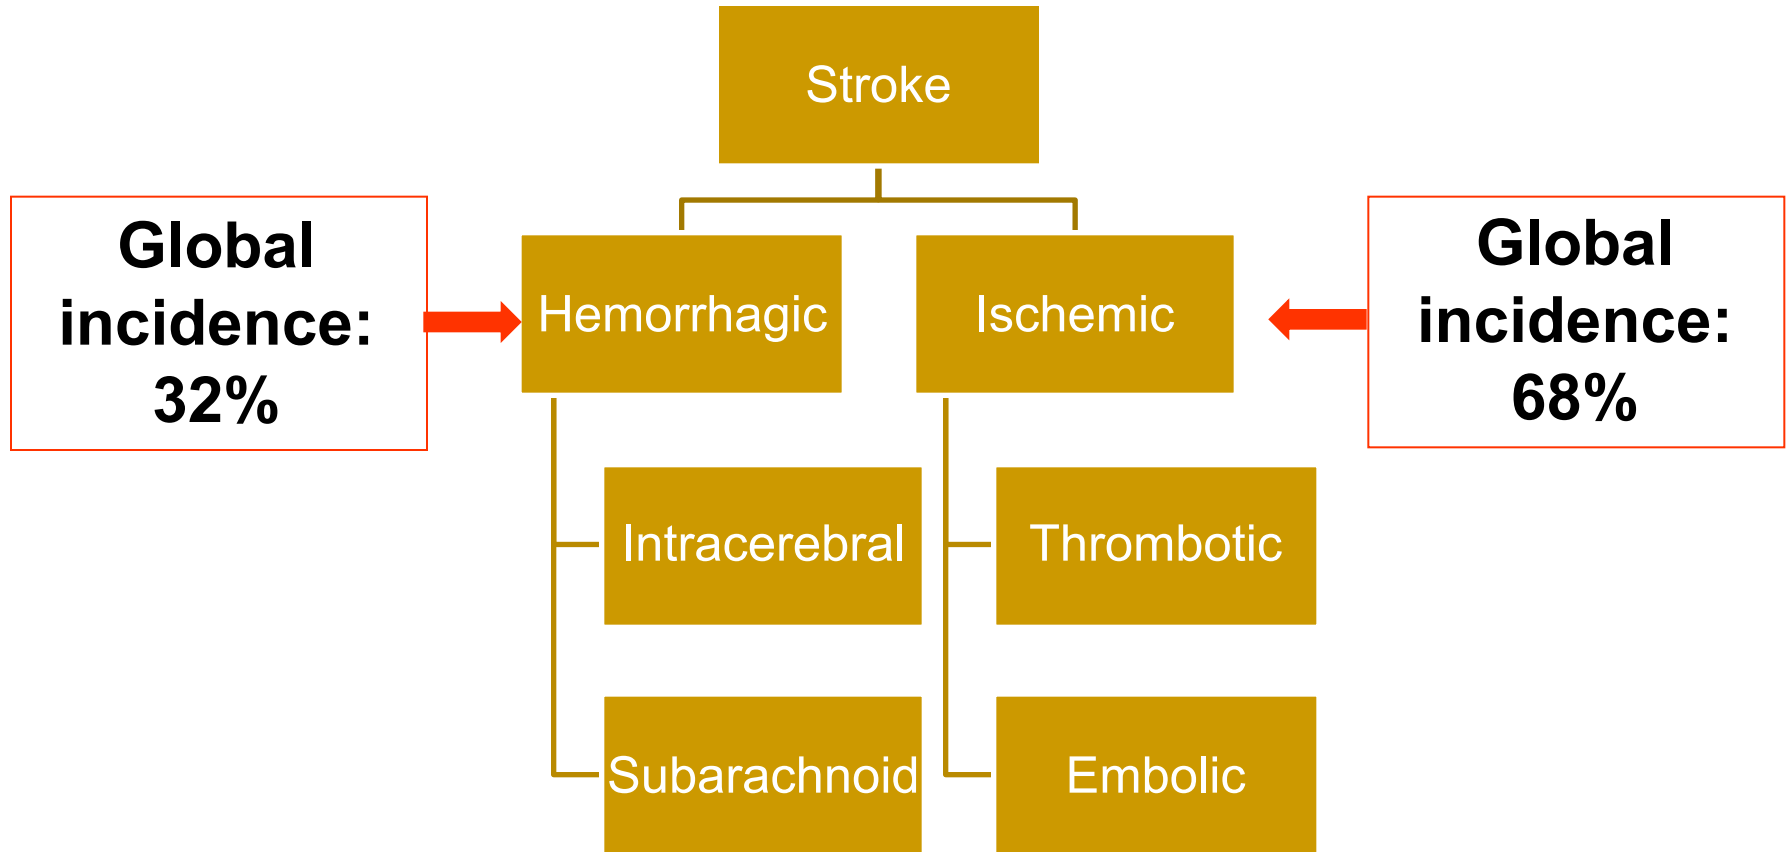 Stroke
Global
incidence:
32%
Hemorrhagic
Ischemic
Global
incidence:
68%
Intracerebral
Thrombotic
Subarachnoid
Embolic